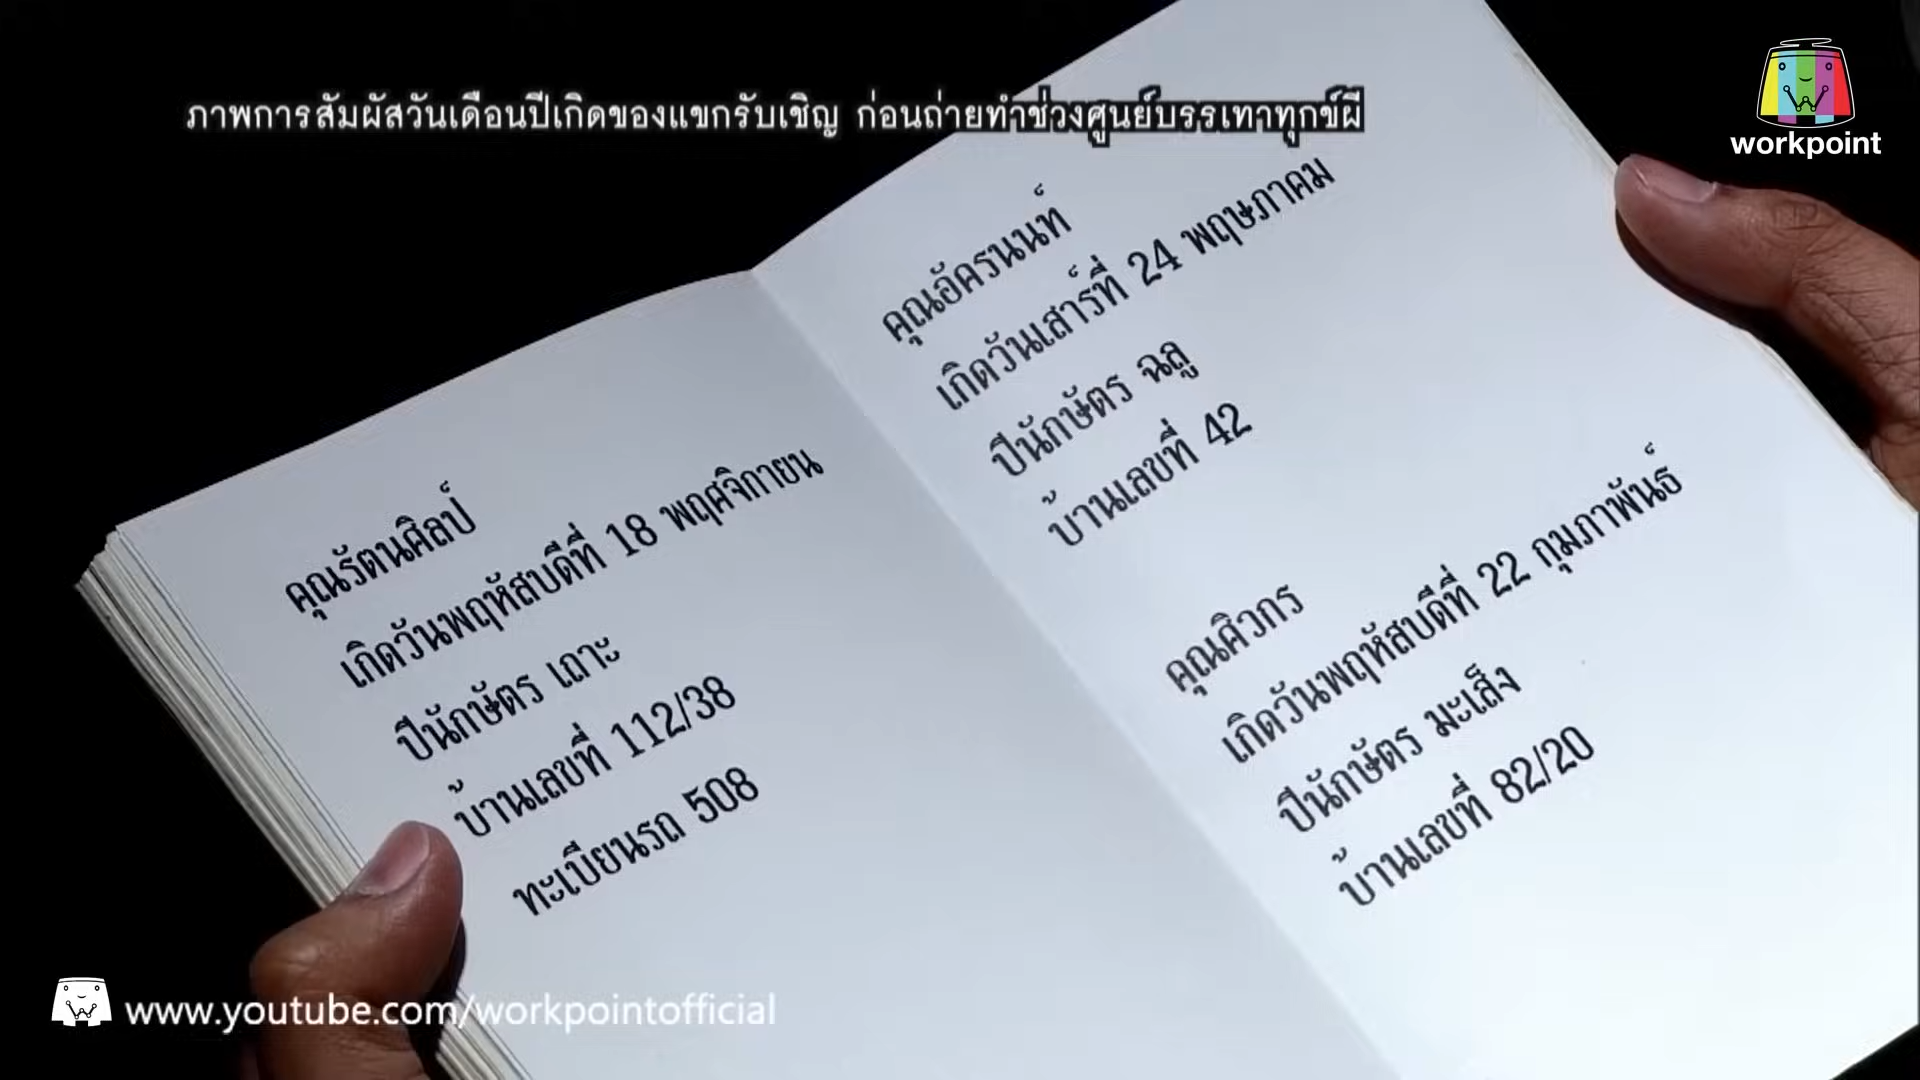 ภาพการสัมผัสวันเดือนปีเกิดของแขกรับเชิญ ก่อนถ่ายทำช่วงศูนย์บรรเทาทุกข์ผี
workpoint
คุณรัตนศิลป์
เกิดวันพฤหัสบดีที่ 18 พฤศจิกายน
ปีนักษัตร เถาะ
บ้านเลขที่ 112/38
ทะเบียนรถ 508
คุณอัครนนท์
เกิดวันเสาร์ที่ 24 พฤษภาคม
ปีนักษัตร ฉลู
บ้านเลขที่ 42
คุณศิวกร
เกิดวันพฤหัสบดีที่ 22 กุมภาพันธ์
ปีนักษัตร มะเส็ง
บ้านเลขที่ 82/20
www.youtube.com/workpointofficial